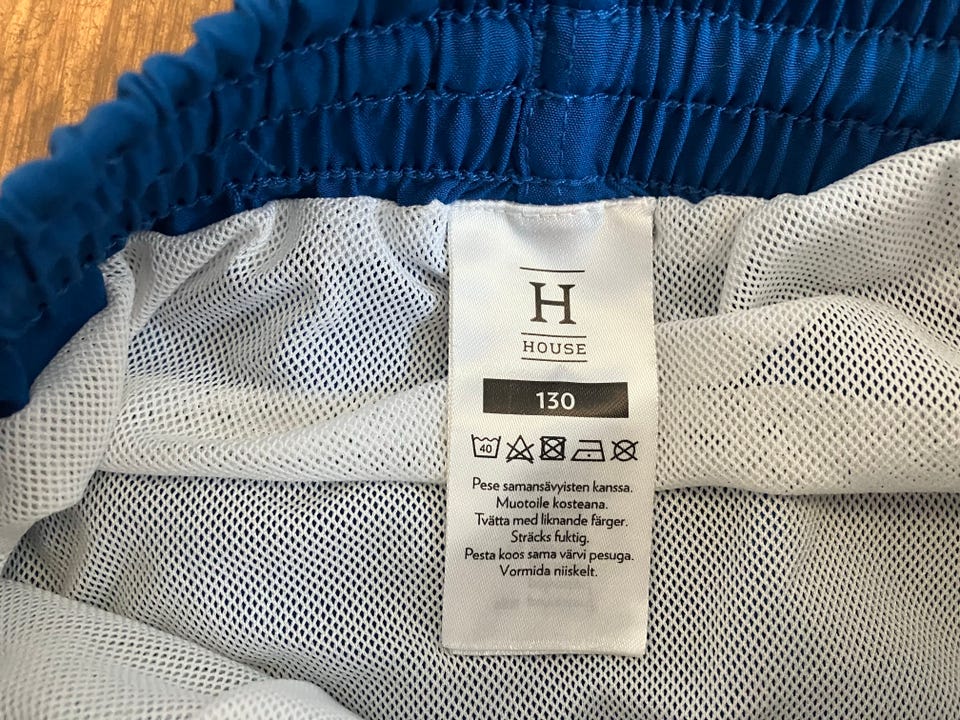 H
HOUSE
130
40
Pese samansävyisten kanssa.
Muotoile kosteana.
Tvätta med liknande färger.
Sträcks fuktig.
Pesta koos sama värvi pesuga.
Vormida niiskelt.